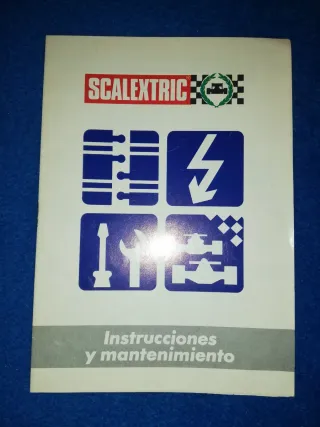 SCALEXTRIC
Instrucciones
y mantenimiento